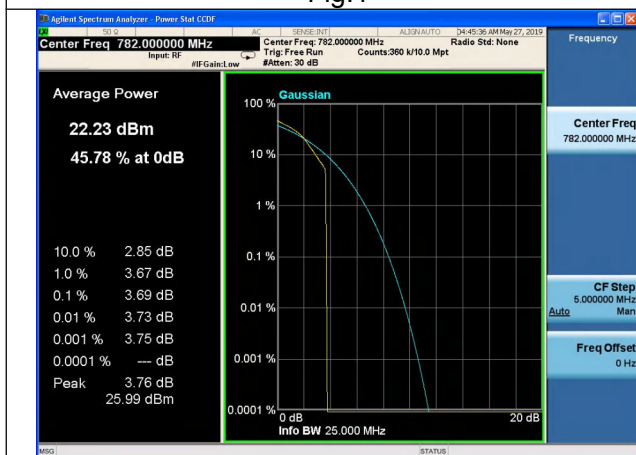 Agilent Spectrum Analyzer - Power Stat CCDF
50 Ω AC SENSE:INT ALIGN AUTO 04:45:36 AM May 27, 2019
Center Freq 782.000000 MHz
Input: RF
#IFGain:Low
Center Freq: 782.000000 MHz
Radio Std: None
Trig: Free Run
Counts:360 k/10.0 Mpt
#Atten: 30 dB
Average Power
22.23 dBm
45.78 % at 0dB
10.0 % 2.85 dB
1.0 % 3.67 dB
0.1 % 3.69 dB
0.01 % 3.73 dB
0.001 % 3.75 dB
0.0001 % --- dB
Peak 3.76 dB
25.99 dBm
Gaussian
100 %
10 %
1 %
0.1 %
0.01 %
0.001 %
0.0001 %
0 dB
20 dB
Info BW 25.000 MHz
Frequency
Center Freq
782.000000 MHz
CF Step
5.000000 MHz
Auto Man
Freq Offset
0 Hz
MSG
STATUS